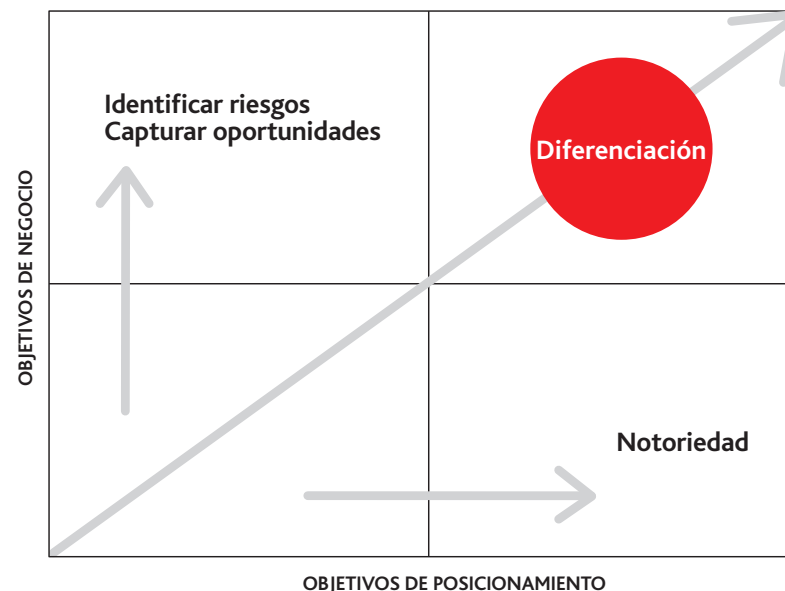 Identificar riesgos
Capturar oportunidades
Diferenciación
OBJETIVOS DE NEGOCIO
Notoriedad
OBJETIVOS DE POSICIONAMIENTO